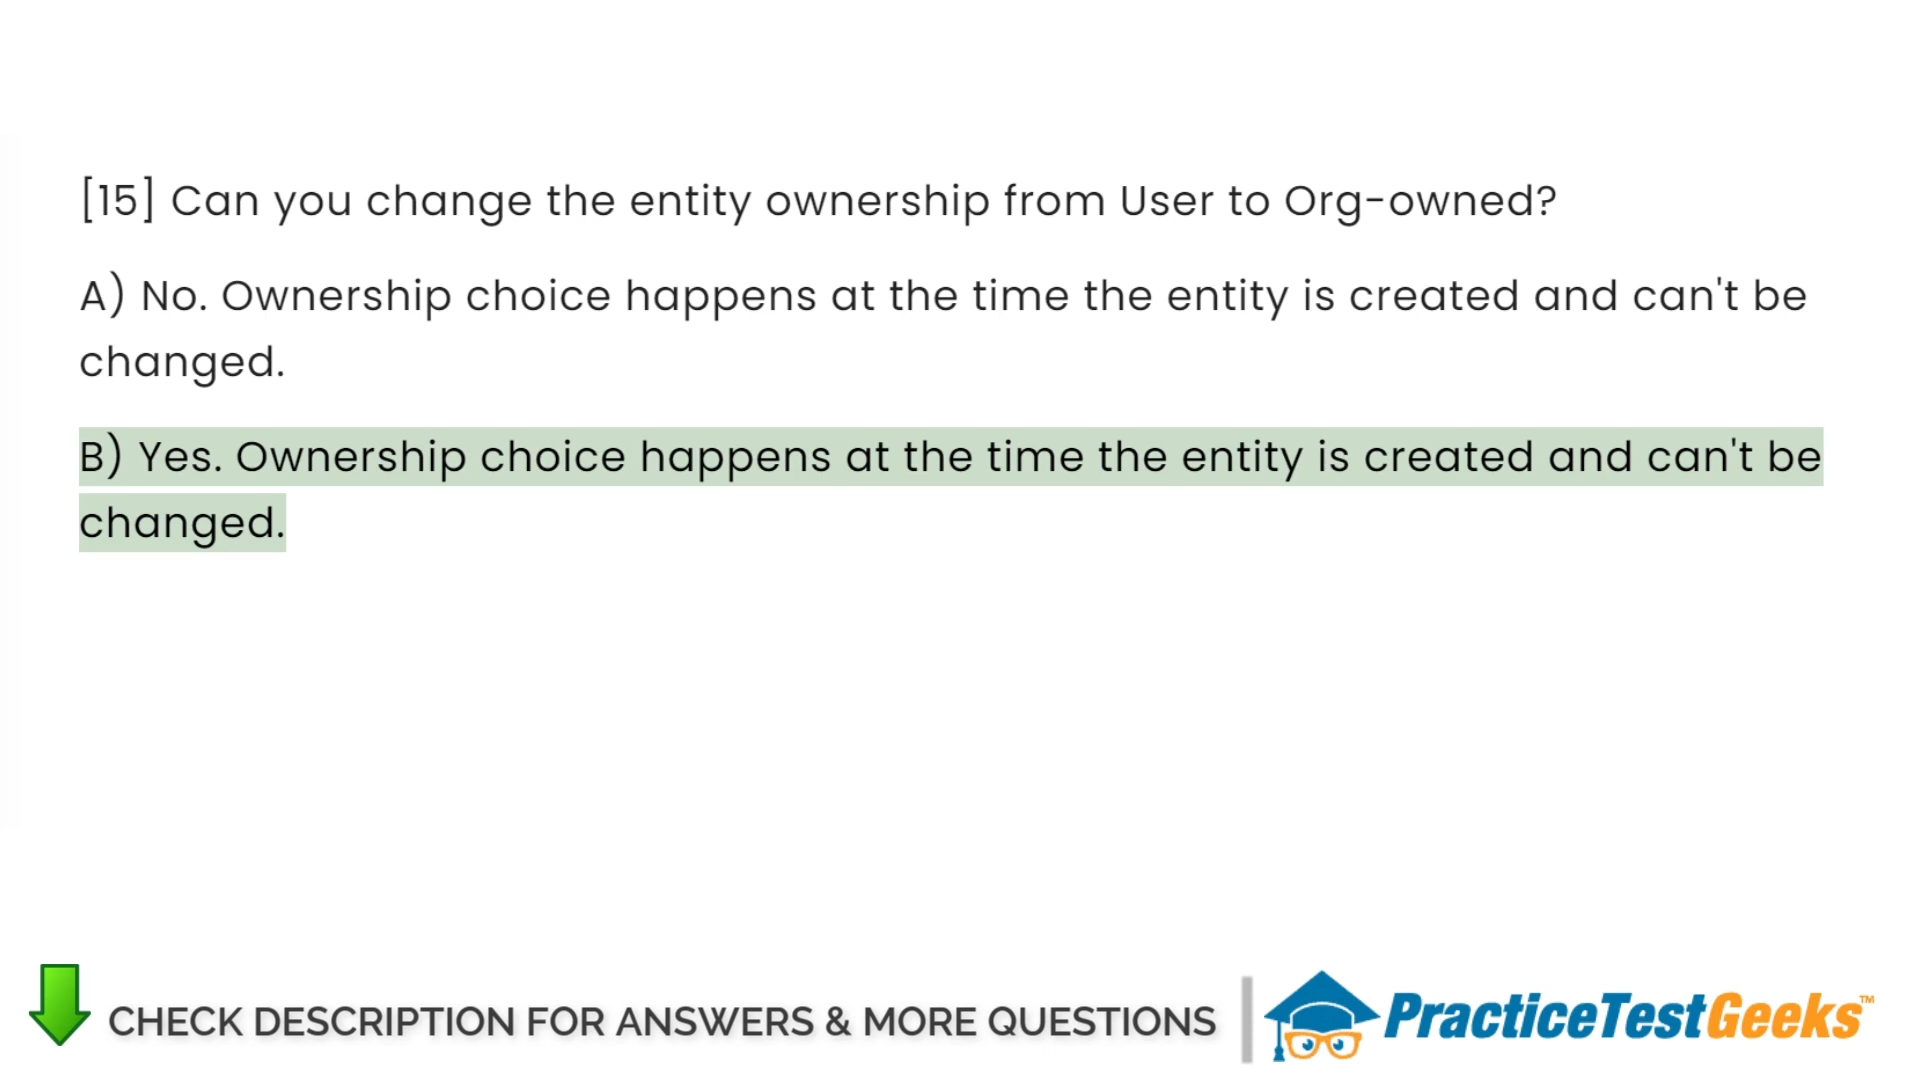 [15] Can you change the entity ownership from User to Org-owned?
A) No. Ownership choice happens at the time the entity is created and can't be
changed.
B) Yes. Ownership choice happens at the time the entity is created and can't be
changed.
CHECK DESCRIPTION FOR ANSWERS & MORE QUESTIONS
PracticeTestGeeks™